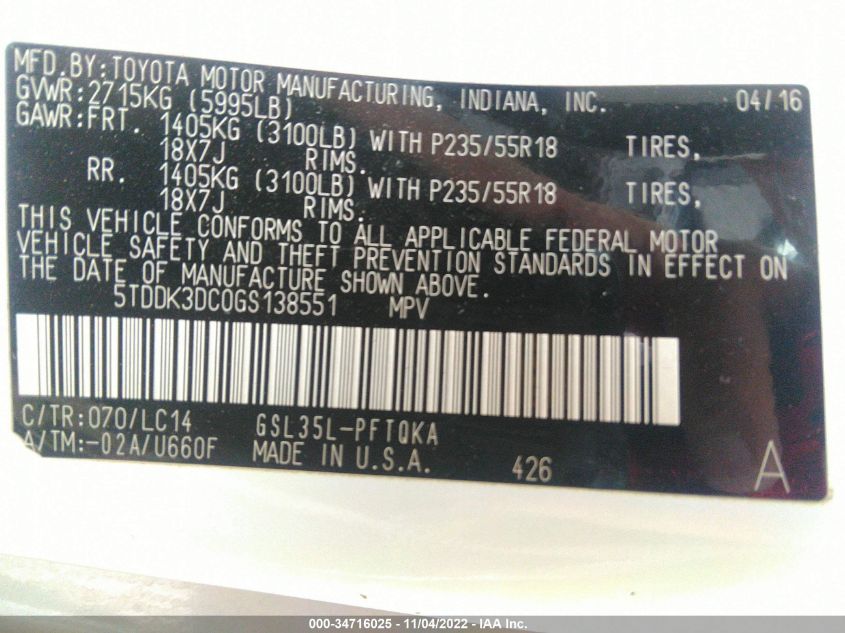 MFD.BY:TOYOTA MOTOR MANUFACTURING, INDIANA, INC. 04/16
GVWR:2715KG (5995LB)
GAWR:FRT. 1405KG (3100LB) WITH P235/55R18 TIRES,
18X7J RIMS.
RR. 1405KG (3100LB) WITH P235/55R18 TIRES,
18X7J RIMS.
THIS VEHICLE CONFORMS TO ALL APPLICABLE FEDERAL MOTOR
VEHICLE SAFETY AND THEFT PREVENTION STANDARDS IN EFFECT ON
THE DATE OF MANUFACTURE SHOWN ABOVE.
5TDDK3DC0GS138551 MPV
C/TR:070/LC14 GSL35L-PFTQKA
A/TM:-02A/U660F MADE IN U.S.A. 426 A
000-34716025 - 11/04/2022 - IAA Inc.